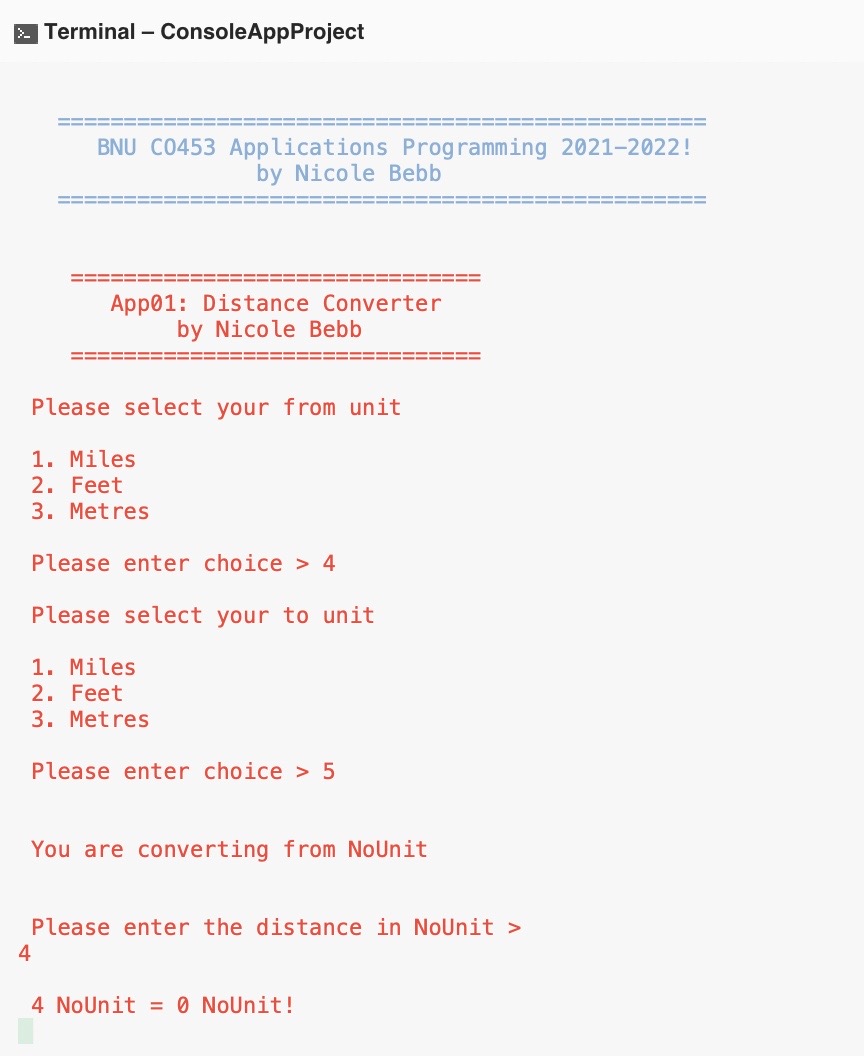 Terminal – ConsoleAppProject
=================================================
BNU CO453 Applications Programming 2021-2022!
by Nicole Bebb
=================================================
===============================
App01: Distance Converter
by Nicole Bebb
===============================
Please select your from unit
1. Miles
2. Feet
3. Metres
Please enter choice > 4
Please select your to unit
1. Miles
2. Feet
3. Metres
Please enter choice > 5
You are converting from NoUnit
Please enter the distance in NoUnit >
4
4 NoUnit = 0 NoUnit!